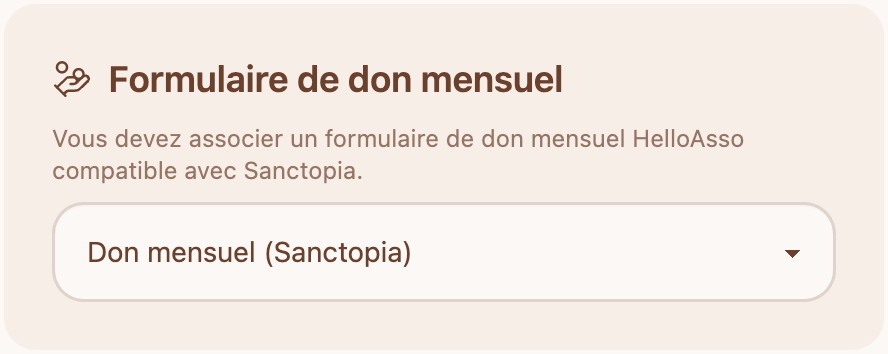 Formulaire de don mensuel
Vous devez associer un formulaire de don mensuel HelloAsso
compatible avec Sanctopia.
Don mensuel (Sanctopia)